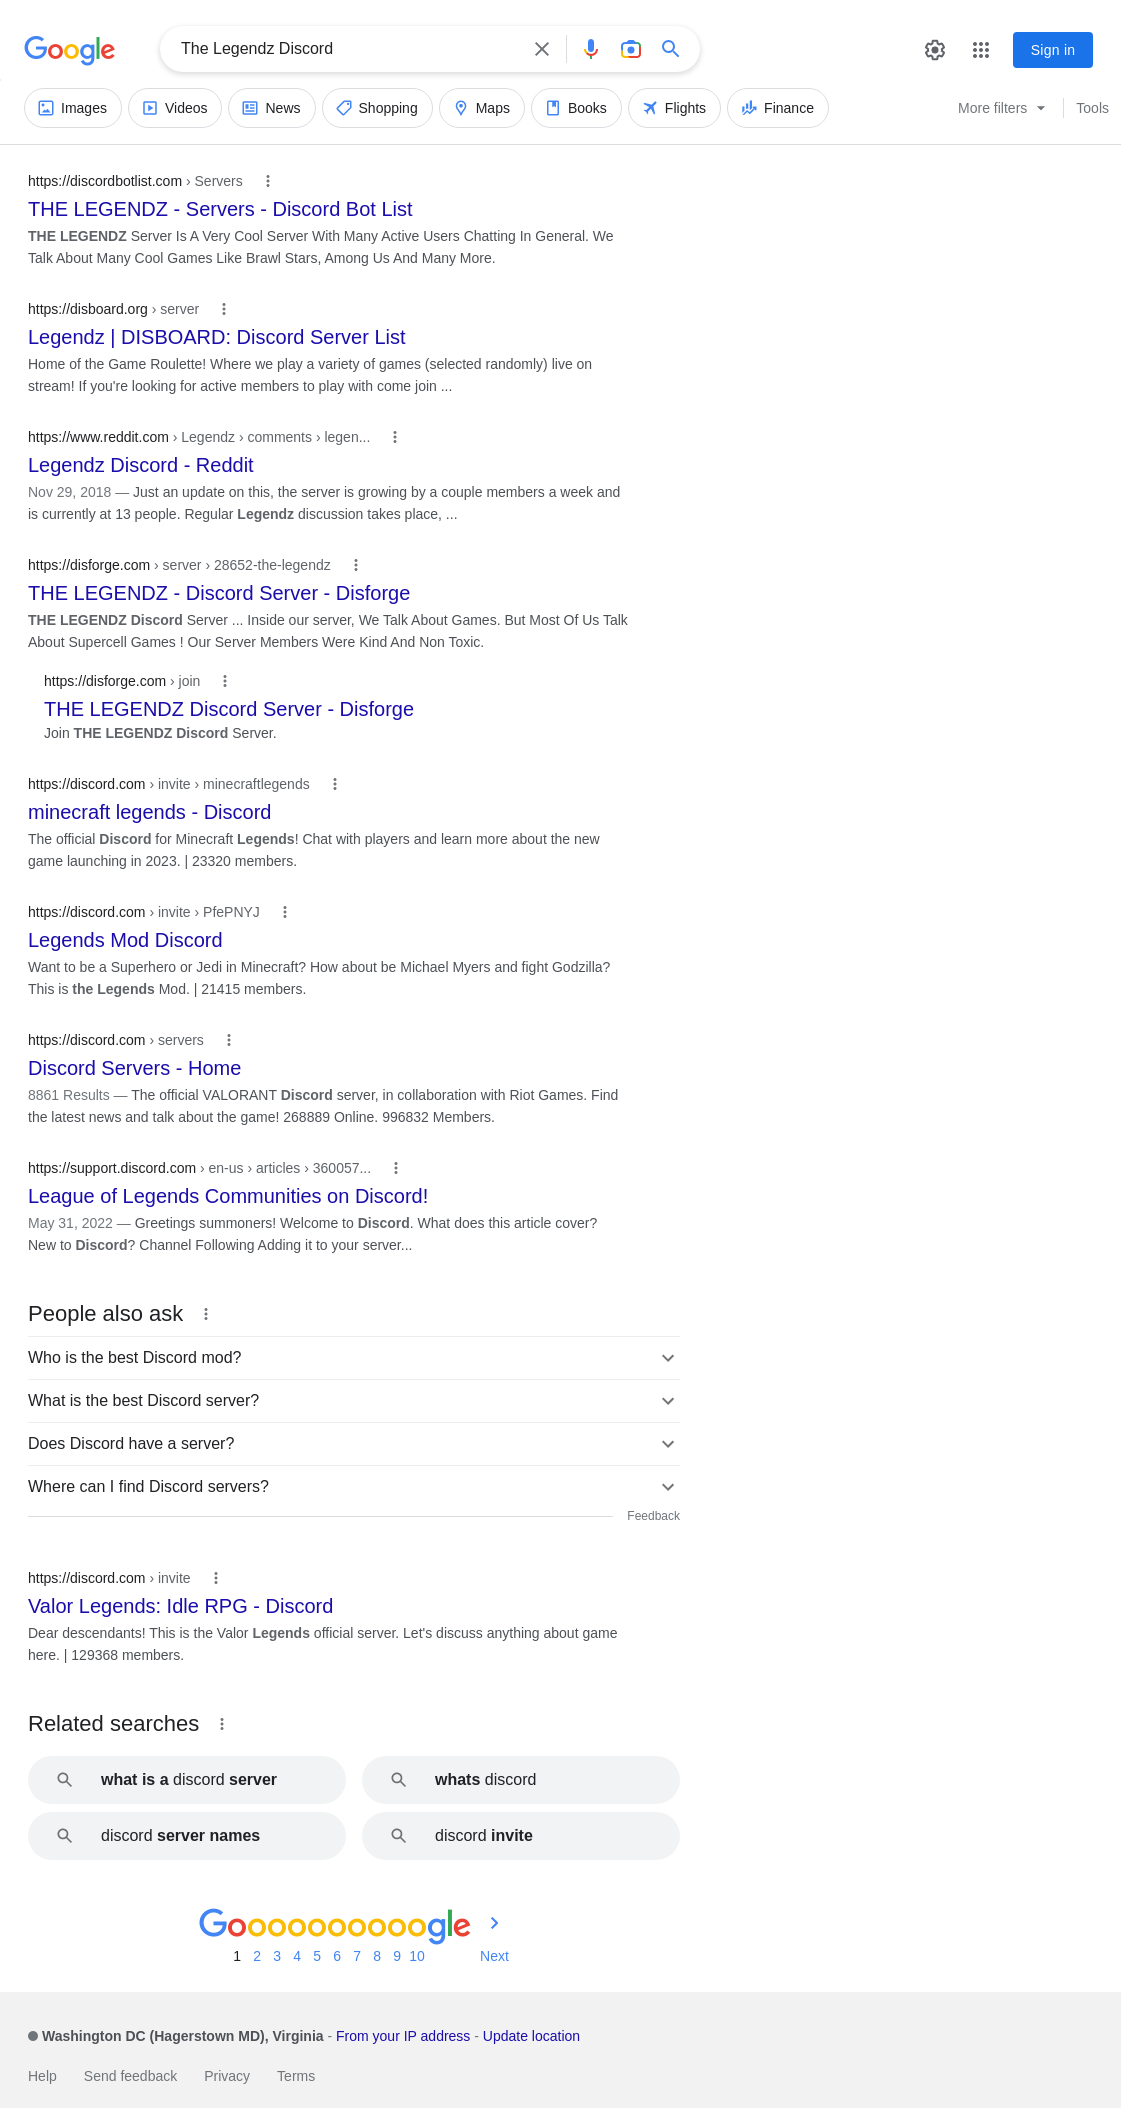 Google
The Legendz Discord
Sign in
Images Videos News Shopping Maps Books Flights Finance More filters Tools
https://discordbotlist.com › Servers
THE LEGENDZ - Servers - Discord Bot List
THE LEGENDZ Server Is A Very Cool Server With Many Active Users Chatting In General. We
Talk About Many Cool Games Like Brawl Stars, Among Us And Many More.
https://disboard.org › server
Legendz | DISBOARD: Discord Server List
Home of the Game Roulette! Where we play a variety of games (selected randomly) live on
stream! If you're looking for active members to play with come join ...
https://www.reddit.com › Legendz › comments › legen...
Legendz Discord - Reddit
Nov 29, 2018 — Just an update on this, the server is growing by a couple members a week and
is currently at 13 people. Regular Legendz discussion takes place, ...
https://disforge.com › server › 28652-the-legendz
THE LEGENDZ - Discord Server - Disforge
THE LEGENDZ Discord Server ... Inside our server, We Talk About Games. But Most Of Us Talk
About Supercell Games ! Our Server Members Were Kind And Non Toxic.
https://disforge.com › join
THE LEGENDZ Discord Server - Disforge
Join THE LEGENDZ Discord Server.
https://discord.com › invite › minecraftlegends
minecraft legends - Discord
The official Discord for Minecraft Legends! Chat with players and learn more about the new
game launching in 2023. | 23320 members.
https://discord.com › invite › PfePNYJ
Legends Mod Discord
Want to be a Superhero or Jedi in Minecraft? How about be Michael Myers and fight Godzilla?
This is the Legends Mod. | 21415 members.
https://discord.com › servers
Discord Servers - Home
8861 Results — The official VALORANT Discord server, in collaboration with Riot Games. Find
the latest news and talk about the game! 268889 Online. 996832 Members.
https://support.discord.com › en-us › articles › 360057...
League of Legends Communities on Discord!
May 31, 2022 — Greetings summoners! Welcome to Discord. What does this article cover?
New to Discord? Channel Following Adding it to your server...
People also ask
Who is the best Discord mod?
What is the best Discord server?
Does Discord have a server?
Where can I find Discord servers?
Feedback
https://discord.com › invite
Valor Legends: Idle RPG - Discord
Dear descendants! This is the Valor Legends official server. Let's discuss anything about game
here. | 129368 members.
Related searches
what is a discord server
whats discord
discord server names
discord invite
Goooooooooogle
1 2 3 4 5 6 7 8 9 10 Next
Washington DC (Hagerstown MD), Virginia - From your IP address - Update location
Help Send feedback Privacy Terms